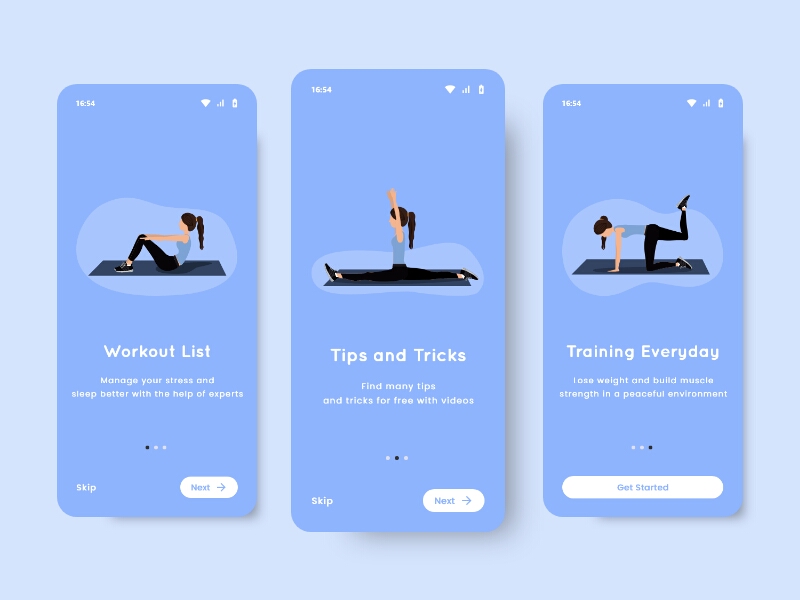 16:54
Workout List
Manage your stress and
sleep better with the help of experts
Skip
Next
16:54
Tips and Tricks
Find many tips
and tricks for free with videos
Skip
Next
16:54
Training Everyday
Lose weight and build muscle
strength in a peaceful environment
Get Started